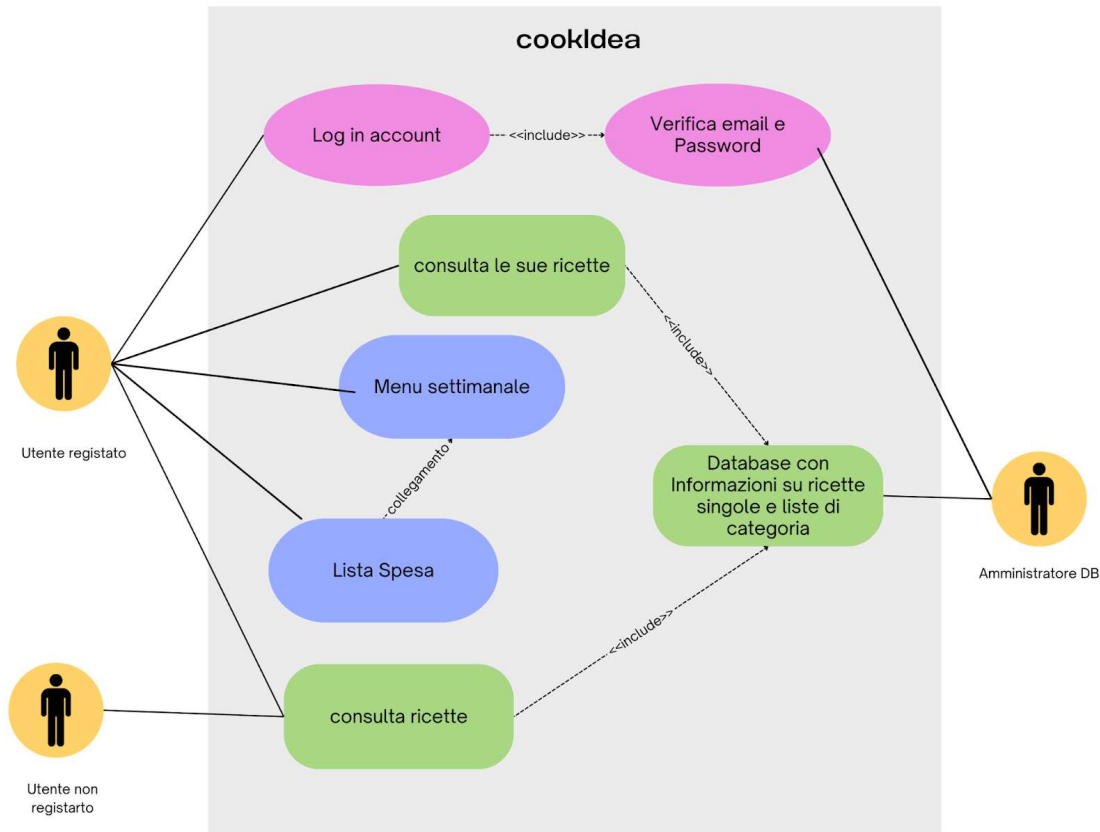 cookIdea
Log in account
<<include>>
Verifica email e
Password
consulta le sue ricette
<<include>>
Menu settimanale
Utente registato
collegamento
Database con
Informazioni su ricette
singole e liste di
categoria
Lista Spesa
Amministratore DB
<<include>>
consulta ricette
Utente non
registarto